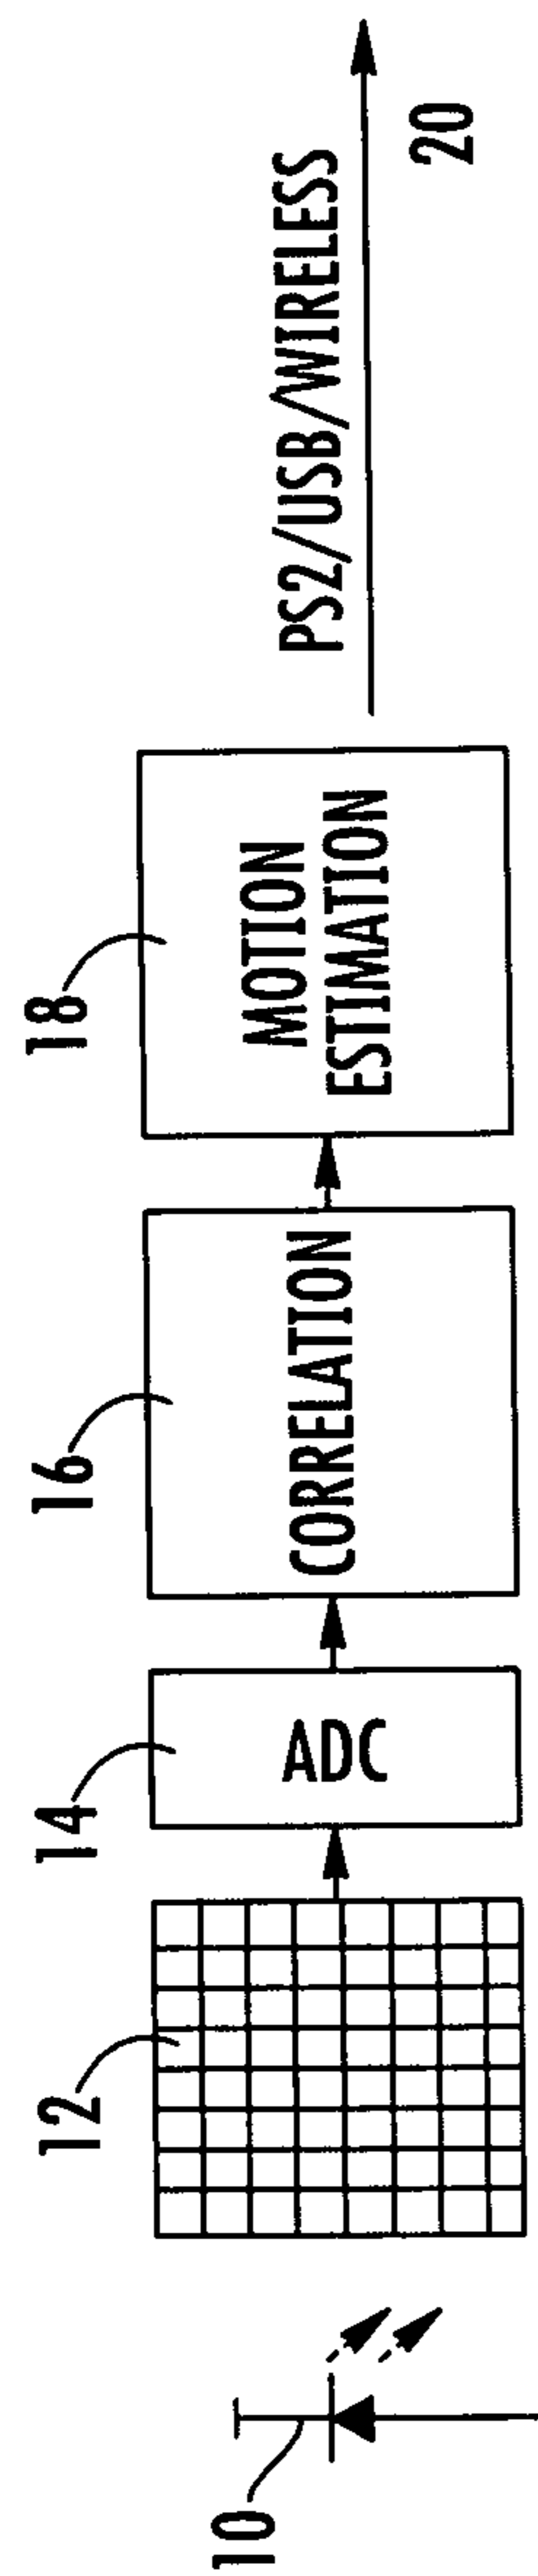 10
12
14
ADC
16
CORRELATION
18
MOTION
ESTIMATION
PS2/USB/WIRELESS
20